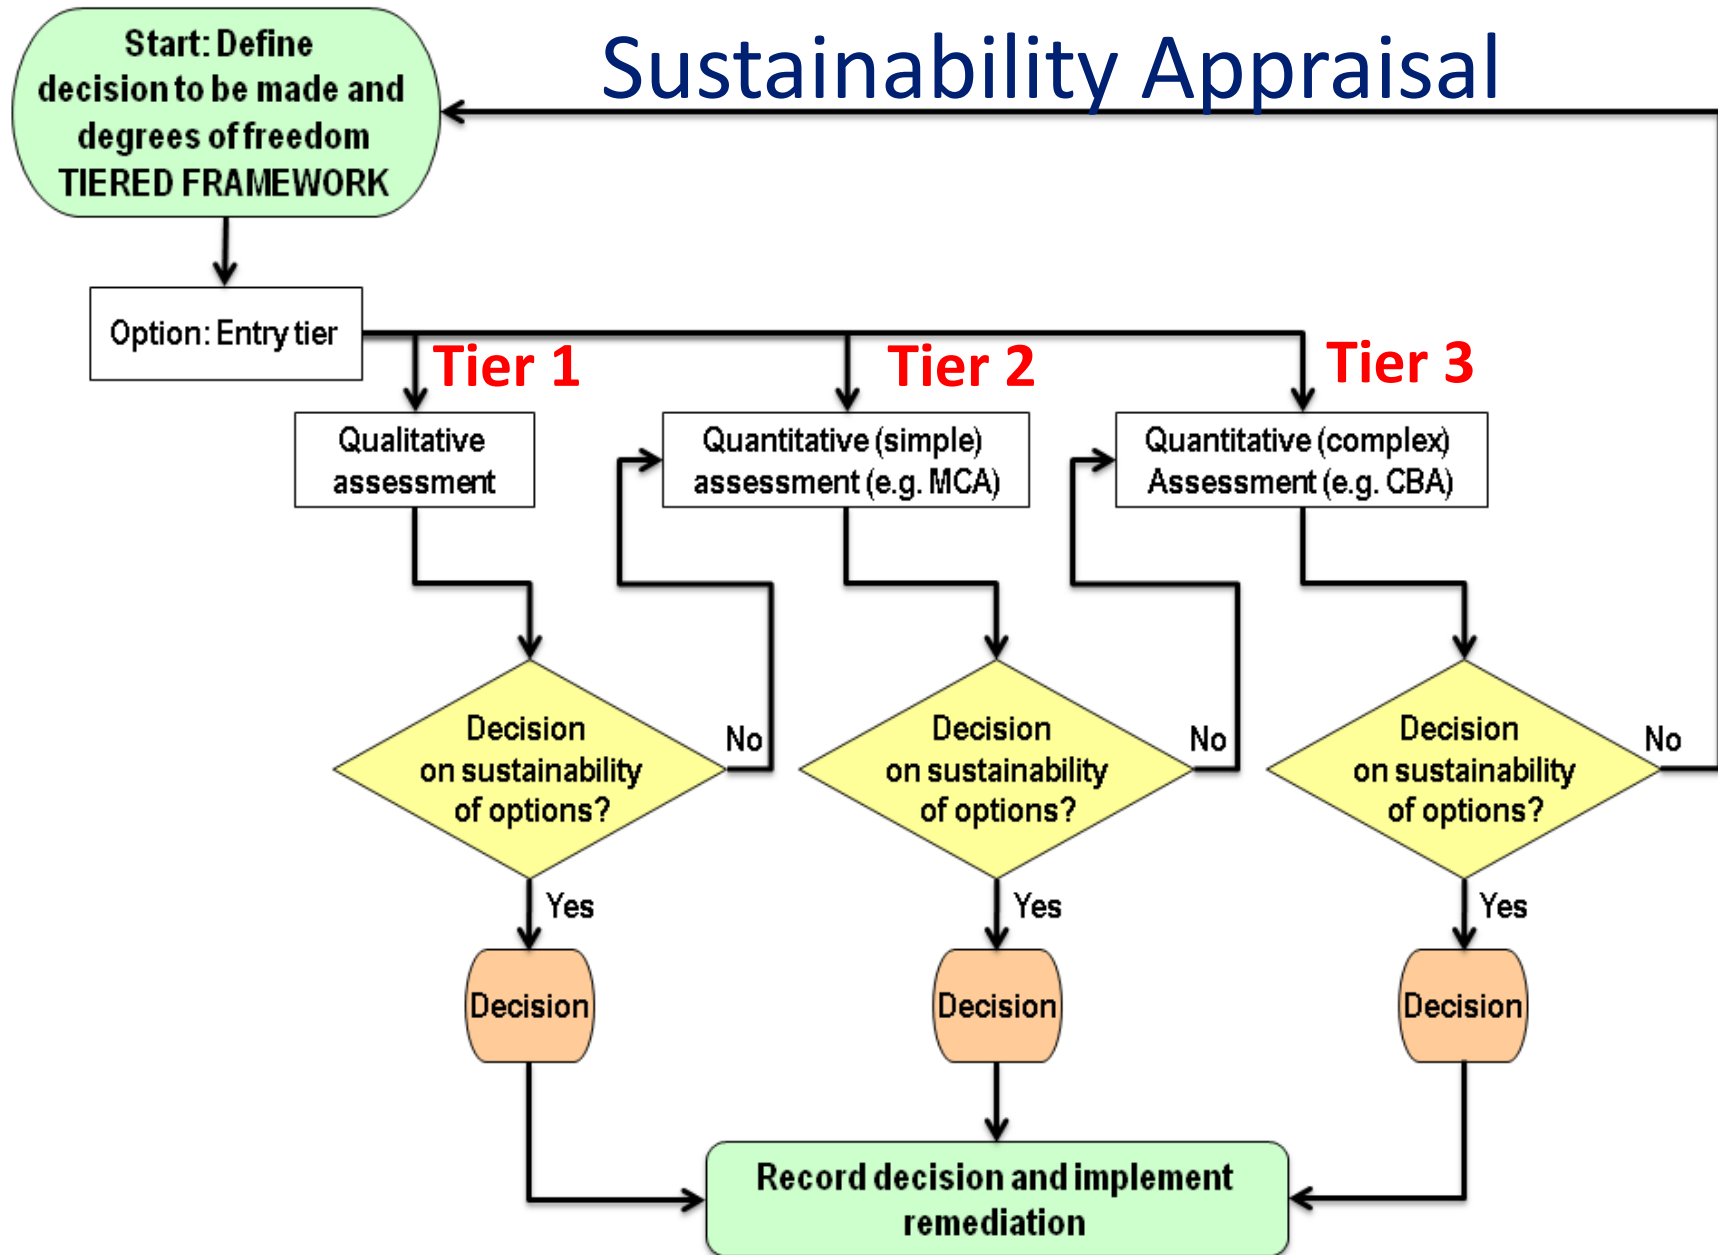 Sustainability Appraisal
Start: Define
decision to be made and
degrees of freedom
TIERED FRAMEWORK
Option: Entry tier
Tier 1
Tier 2
Tier 3
Qualitative
assessment
Quantitative (simple)
assessment (e.g. MCA)
Quantitative (complex)
Assessment (e.g. CBA)
Decision
on sustainability
of options?
No
Decision
on sustainability
of options?
No
Decision
on sustainability
of options?
No
Yes
Yes
Yes
Decision
Decision
Decision
Record decision and implement
remediation